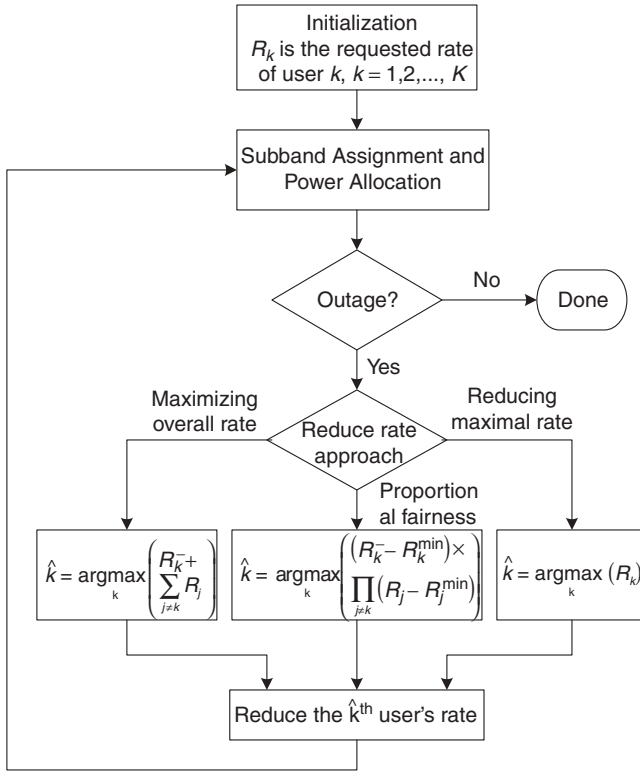 Initialization
R_k is the requested rate
of user k, k = 1,2,..., K
Subband Assignment and
Power Allocation
Outage?
No
Done
Yes
Maximizing
overall rate
Reduce rate
approach
Reducing
maximal rate
Proportion
al fairness
k̂ = argmax_k (R_k^- + ∑_{j≠k} R_j)
k̂ = argmax_k ((R_k^- – R_k^min) × ∏_{j≠k} (R_j – R_j^min))
k̂ = argmax_k (R_k)
Reduce the k̂^th user's rate